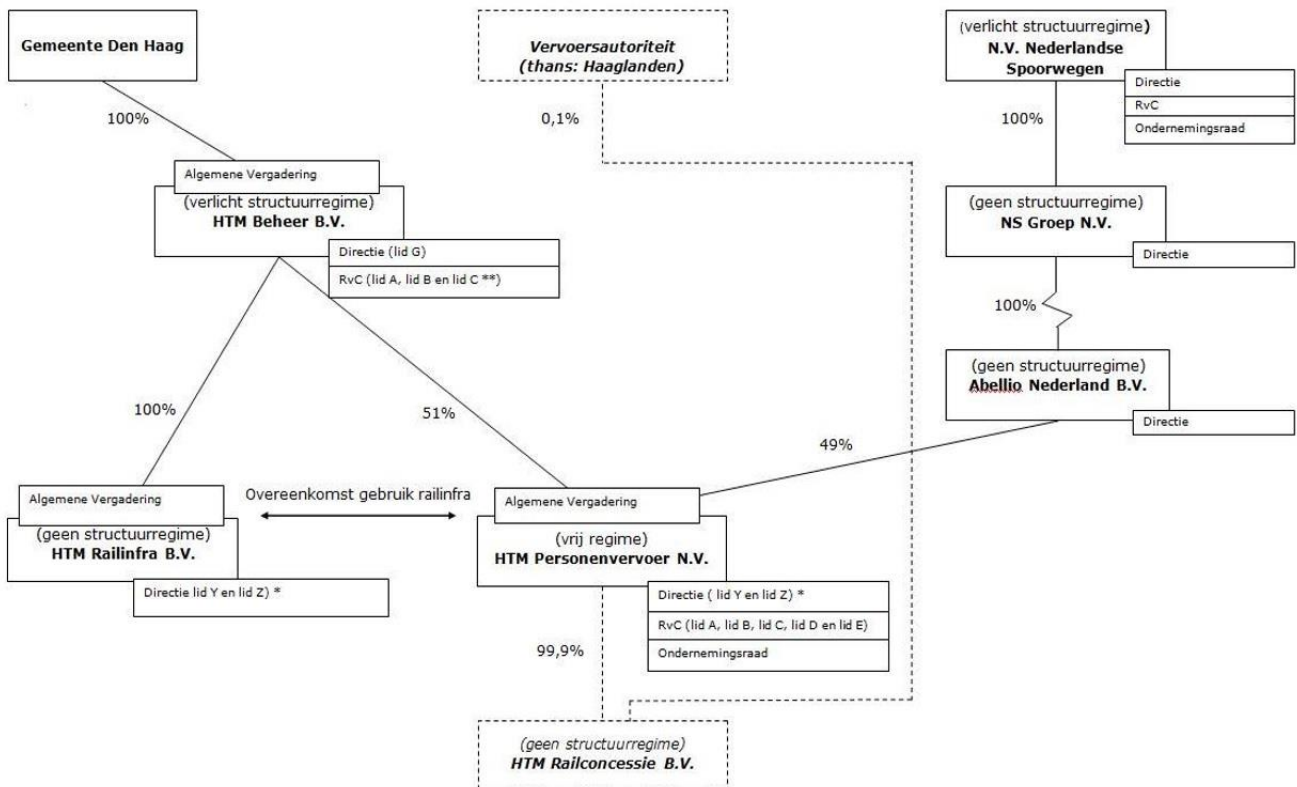 Gemeente Den Haag
Vervoersautoriteit
(thans: Haaglanden)
(verlicht structuurregime)
N.V. Nederlandse
Spoorwegen
Directie
RvC
Ondernemingsraad
100%
0,1%
100%
Algemene Vergadering
(verlicht structuurregime)
HTM Beheer B.V.
Directie (lid G)
RvC (lid A, lid B en lid C **)
(geen structuurregime)
NS Groep N.V.
Directie
100%
(geen structuurregime)
Abellio Nederland B.V.
Directie
100%
51%
49%
Algemene Vergadering
(geen structuurregime)
HTM Railinfra B.V.
Directie lid Y en lid Z) *
Overeenkomst gebruik railinfra
Algemene Vergadering
(vrij regime)
HTM Personenvervoer N.V.
Directie ( lid Y en lid Z) *
RvC (lid A, lid B, lid C, lid D en lid E)
Ondernemingsraad
99,9%
(geen structuurregime)
HTM Railconcessie B.V.